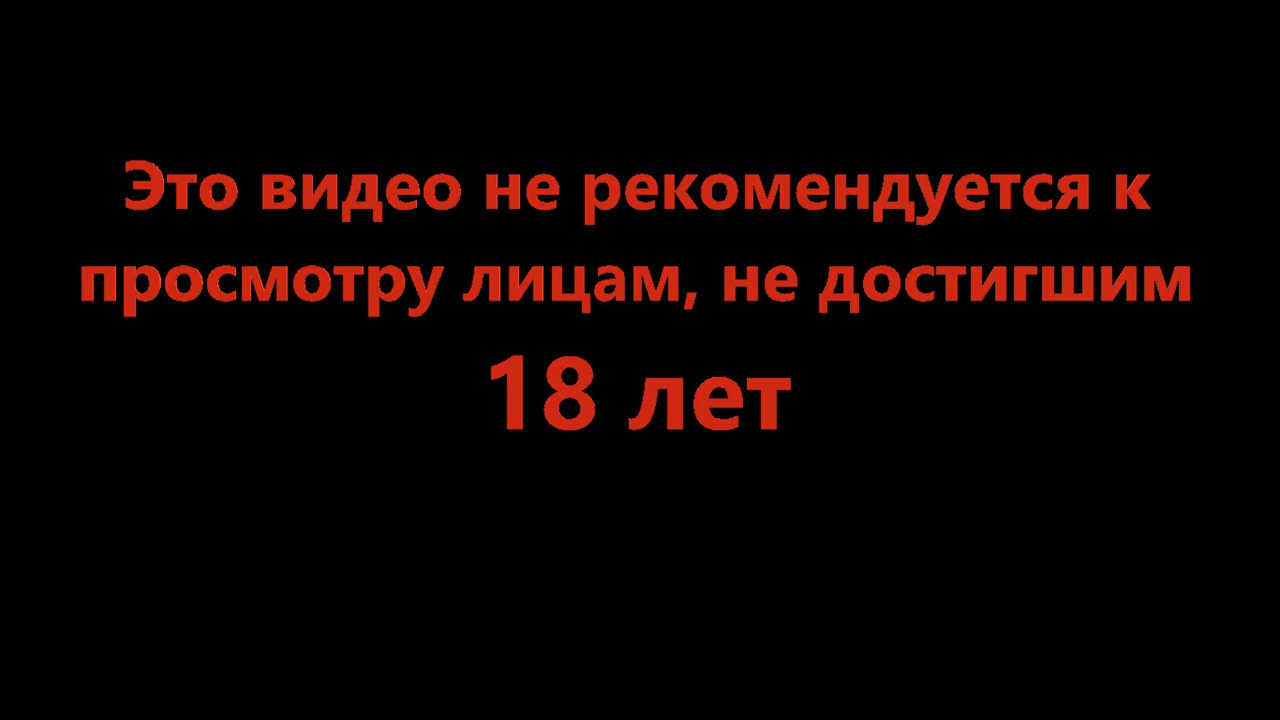 Это видео не рекомендуется к
просмотру лицам, не достигшим
18 лет